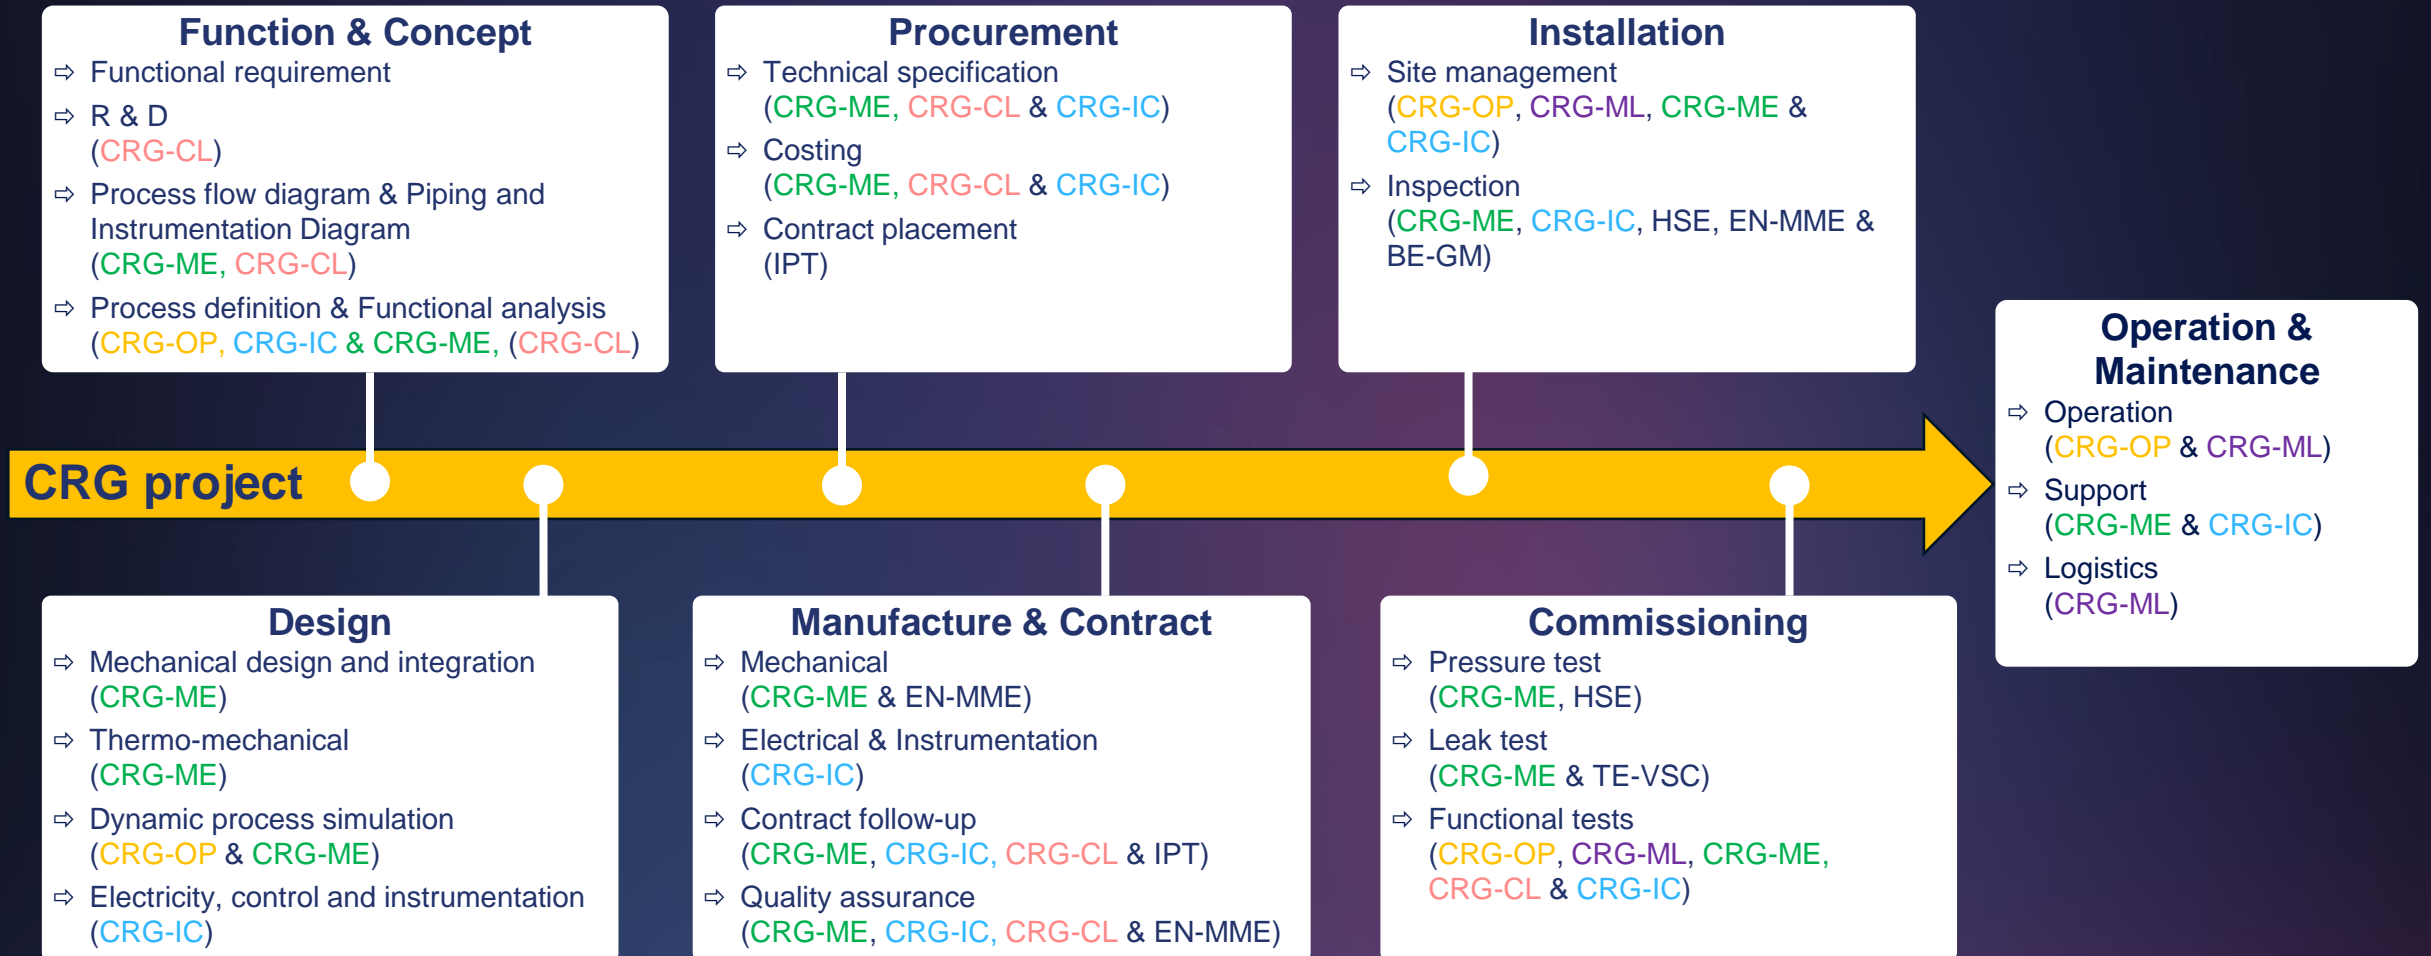 Function & Concept
⇨ Functional requirement
⇨ R & D
(CRG-CL)
⇨ Process flow diagram & Piping and
Instrumentation Diagram
(CRG-ME, CRG-CL)
⇨ Process definition & Functional analysis
(CRG-OP, CRG-IC & CRG-ME, (CRG-CL)
Procurement
⇨ Technical specification
(CRG-ME, CRG-CL & CRG-IC)
⇨ Costing
(CRG-ME, CRG-CL & CRG-IC)
⇨ Contract placement
(IPT)
Installation
⇨ Site management
(CRG-OP, CRG-ML, CRG-ME &
CRG-IC)
⇨ Inspection
(CRG-ME, CRG-IC, HSE, EN-MME &
BE-GM)
CRG project
Operation &
Maintenance
⇨ Operation
(CRG-OP & CRG-ML)
⇨ Support
(CRG-ME & CRG-IC)
⇨ Logistics
(CRG-ML)
Design
⇨ Mechanical design and integration
(CRG-ME)
⇨ Thermo-mechanical
(CRG-ME)
⇨ Dynamic process simulation
(CRG-OP & CRG-ME)
⇨ Electricity, control and instrumentation
(CRG-IC)
Manufacture & Contract
⇨ Mechanical
(CRG-ME & EN-MME)
⇨ Electrical & Instrumentation
(CRG-IC)
⇨ Contract follow-up
(CRG-ME, CRG-IC, CRG-CL & IPT)
⇨ Quality assurance
(CRG-ME, CRG-IC, CRG-CL & EN-MME)
Commissioning
⇨ Pressure test
(CRG-ME, HSE)
⇨ Leak test
(CRG-ME & TE-VSC)
⇨ Functional tests
(CRG-OP, CRG-ML, CRG-ME,
CRG-CL & CRG-IC)